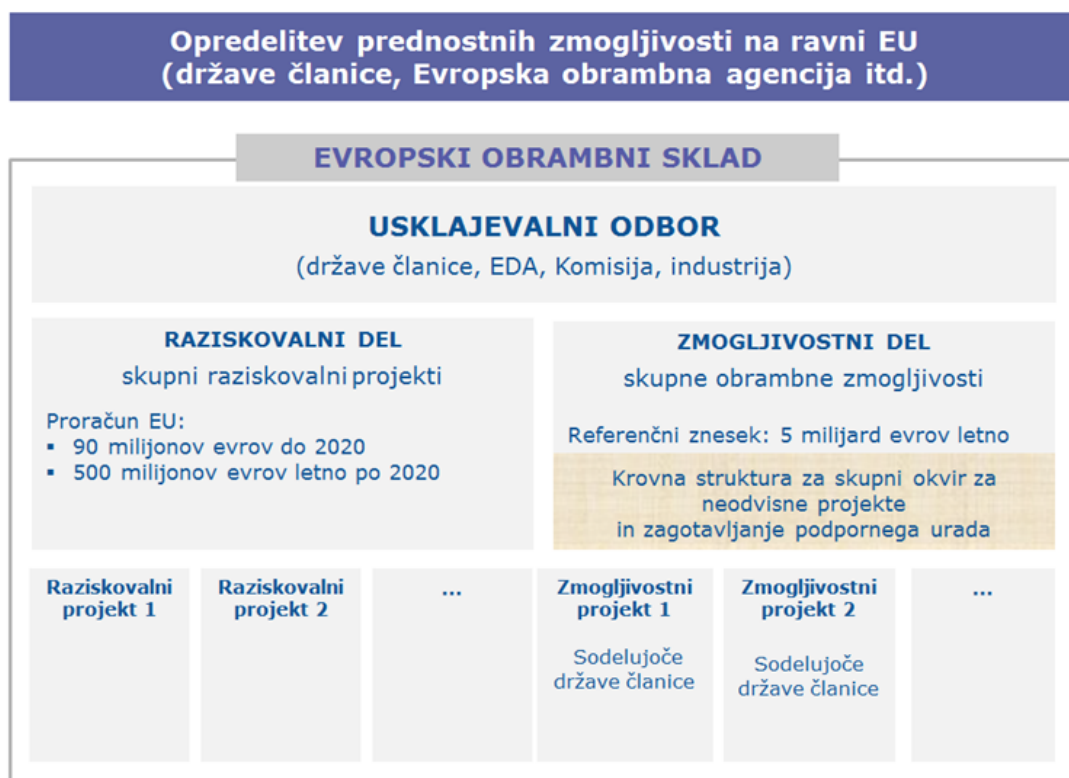 Opredelitev prednostnih zmogljivosti na ravni EU
(države članice, Evropska obrambna agencija itd.)
EVROPSKI OBRAMBNI SKLAD
USKLAJEVALNI ODBOR
(države članice, EDA, Komisija, industrija)
RAZISKOVALNI DEL
skupni raziskovalni projekti
Proračun EU:
▪ 90 milijonov evrov do 2020
▪ 500 milijonov evrov letno po 2020
ZMOGLJIVOSTNI DEL
skupne obrambne zmogljivosti
Referenčni znesek: 5 milijard evrov letno
Krovna struktura za skupni okvir za
neodvisne projekte
in zagotavljanje podpornega urada
Raziskovalni
projekt 1
Raziskovalni
projekt 2
...
Zmogljivostni
projekt 1
Sodelujoče
države članice
Zmogljivostni
projekt 2
Sodelujoče
države članice
...